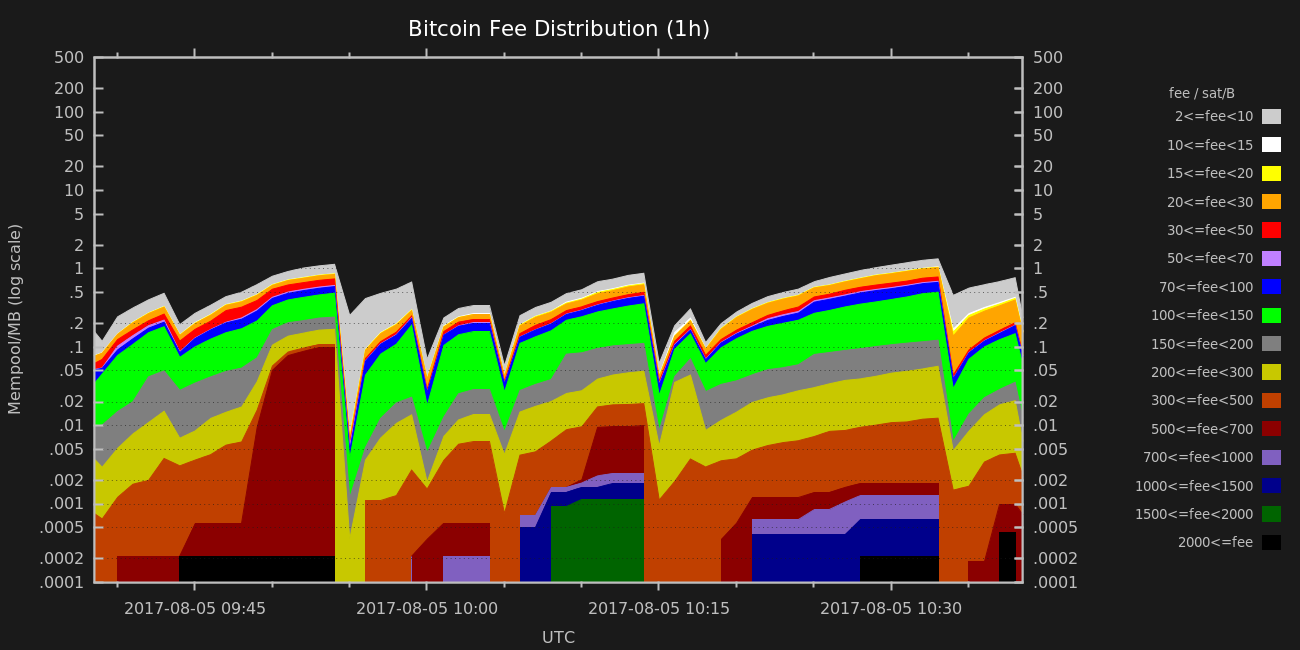 Bitcoin Fee Distribution (1h)
Mempool/MB (log scale)
500
200
100
50
20
10
5
2
1
.5
.2
.1
.05
.02
.01
.005
.002
.001
.0005
.0002
.0001
500
200
100
50
20
10
5
2
1
.5
.2
.1
.05
.02
.01
.005
.002
.001
.0005
.0002
.0001
2017-08-05 09:45 2017-08-05 10:00 2017-08-05 10:15 2017-08-05 10:30
UTC
fee / sat/B
2<=fee<10
10<=fee<15
15<=fee<20
20<=fee<30
30<=fee<50
50<=fee<70
70<=fee<100
100<=fee<150
150<=fee<200
200<=fee<300
300<=fee<500
500<=fee<700
700<=fee<1000
1000<=fee<1500
1500<=fee<2000
2000<=fee